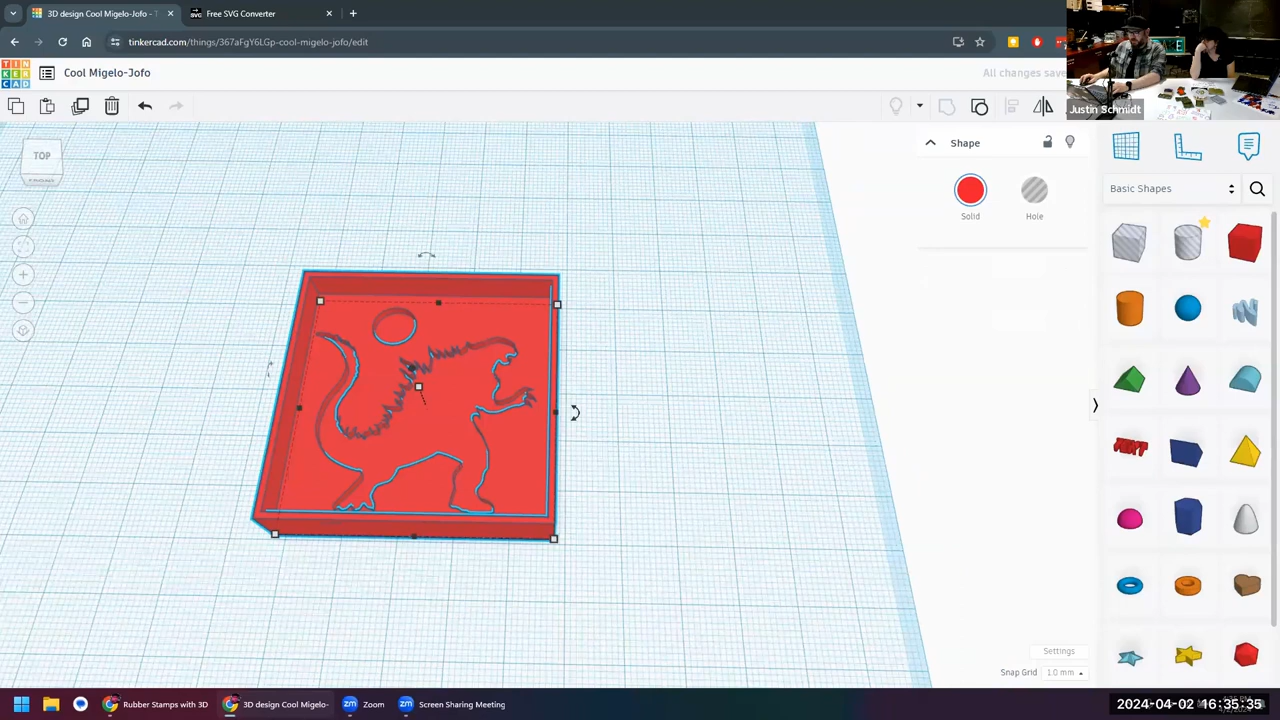 3D design Cool Migelo-Jofo - T
Free SVG Converter
tinkercad.com/things/367aFgY6LGp-cool-migelo-jofo/edit
TIN
KER
CAD
Cool Migelo-Jofo
All changes save
Justin Schmidt
TOP
Shape
Solid
Hole
Basic Shapes
Settings
Snap Grid
1.0 mm
Rubber Stamps with 3D
3D design Cool Migelo-
Zoom
Screen Sharing Meeting
2024-04-02 16:35:35